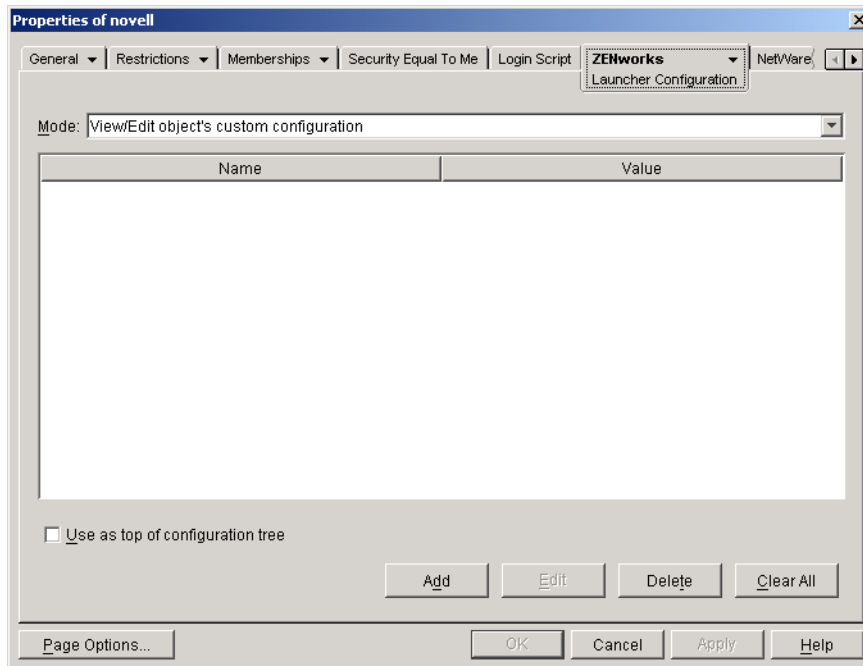 Properties of novell
General Restrictions Memberships Security Equal To Me Login Script ZENworks NetWare
Launcher Configuration
Mode: View/Edit object's custom configuration
Name Value
Use as top of configuration tree
Add Edit Delete Clear All
Page Options... OK Cancel Apply Help